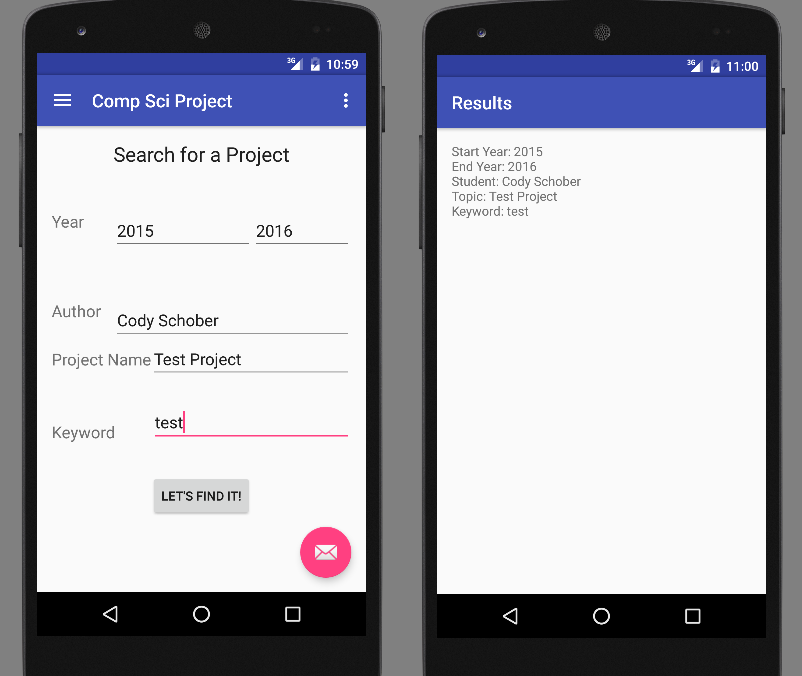 3G 10:59
Comp Sci Project
Search for a Project
Year 2015 2016
Author Cody Schober
Project Name Test Project
Keyword test
LET'S FIND IT!
3G 11:00
Results
Start Year: 2015
End Year: 2016
Student: Cody Schober
Topic: Test Project
Keyword: test